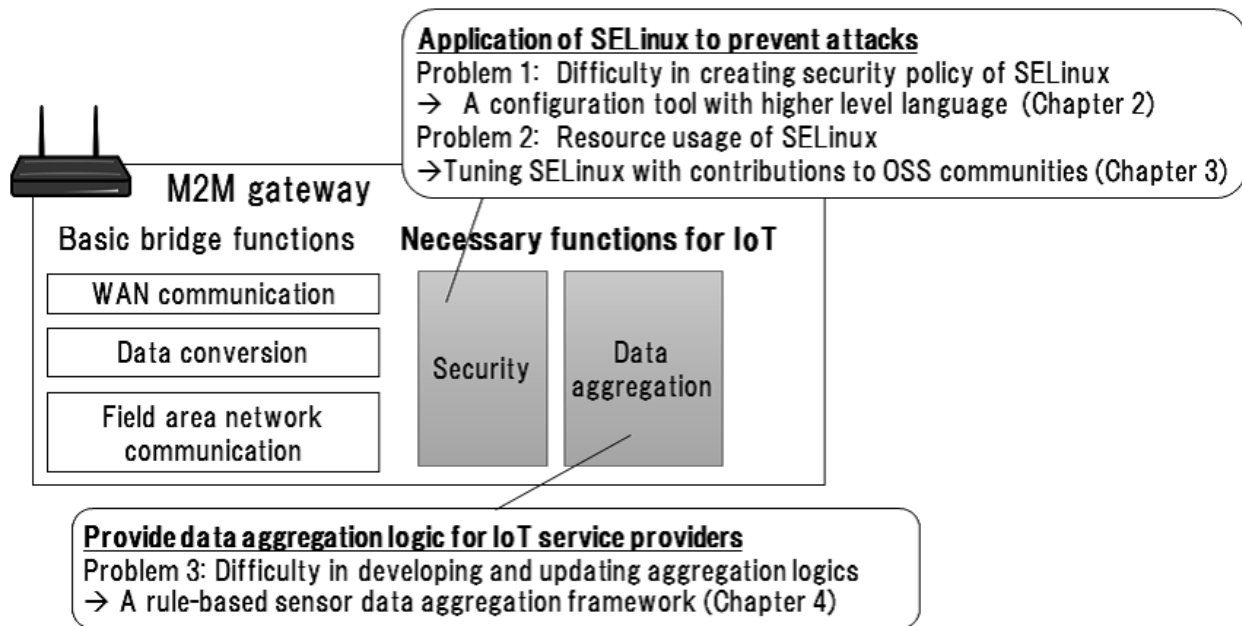 Application of SELinux to prevent attacks
Problem 1: Difficulty in creating security policy of SELinux
→ A configuration tool with higher level language (Chapter 2)
Problem 2: Resource usage of SELinux
→Tuning SELinux with contributions to OSS communities (Chapter 3)
M2M gateway
Basic bridge functions
Necessary functions for IoT
WAN communication
Data conversion
Field area network
communication
Security
Data
aggregation
Provide data aggregation logic for IoT service providers
Problem 3: Difficulty in developing and updating aggregation logics
→ A rule-based sensor data aggregation framework (Chapter 4)